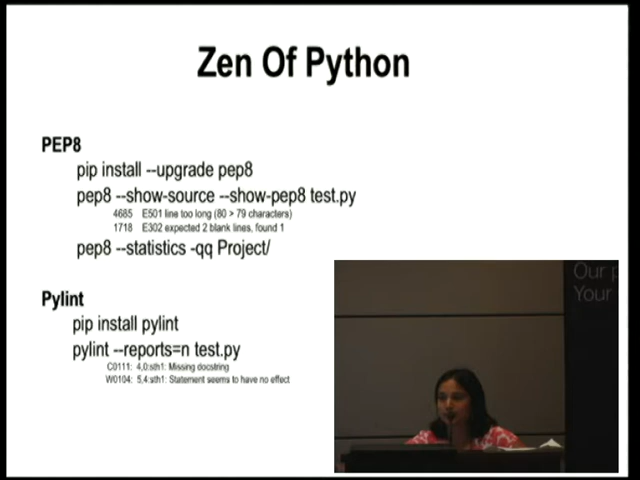 Zen Of Python
PEP8
pip install --upgrade pep8
pep8 --show-source --show-pep8 test.py
4685 E501 line too long (80 > 79 characters)
1718 E302 expected 2 blank lines, found 1
pep8 --statistics -qq Project/
Pylint
pip install pylint
pylint --reports=n test.py
C0111: 4,0:sth1: Missing docstring
W0104: 5,4:sth1: Statement seems to have no effect
Our
Your